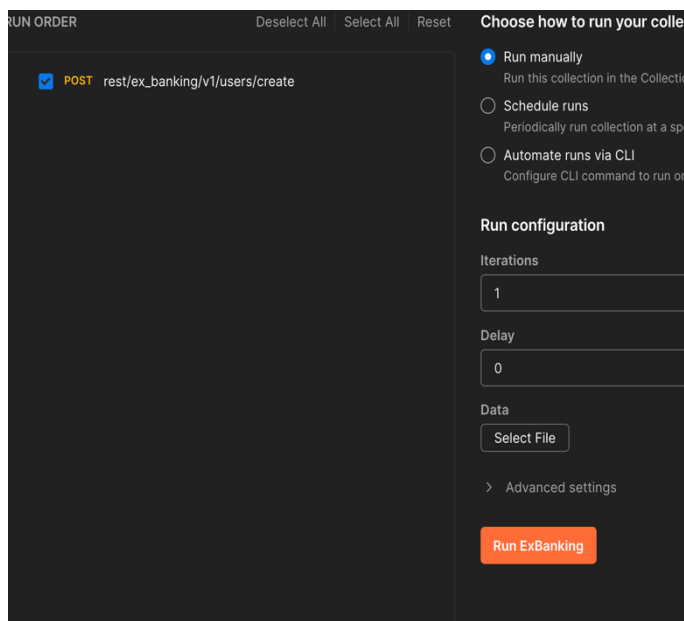 RUN ORDER
Deselect All Select All Reset
POST rest/ex_banking/v1/users/create
Choose how to run your colle
Run manually
Run this collection in the Collecti
Schedule runs
Periodically run collection at a sp
Automate runs via CLI
Configure CLI command to run or
Run configuration
Iterations
1
Delay
0
Data
Select File
Advanced settings
Run ExBanking